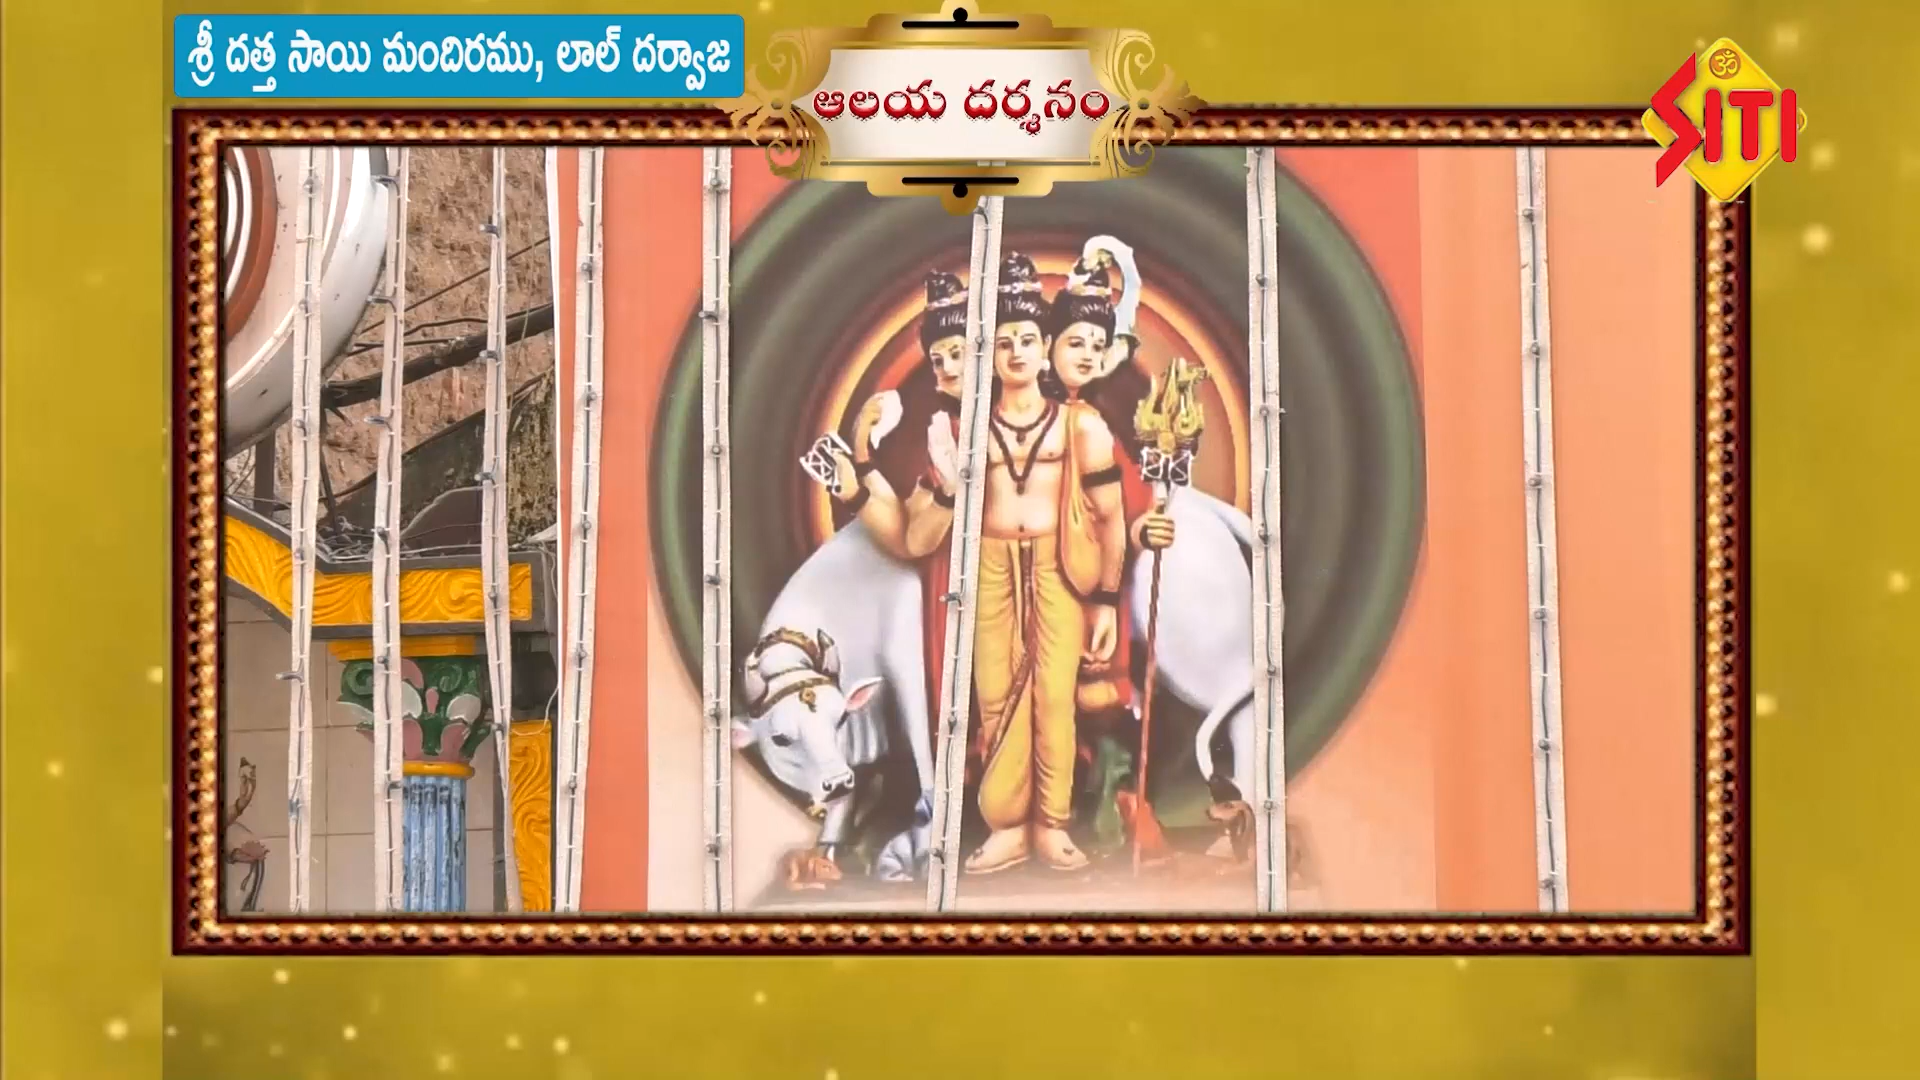 శ్రీ దత్త సాయి మందిరము, లాల్ దర్వాజ
ఆలయ దర్శనం
ॐ
SITI